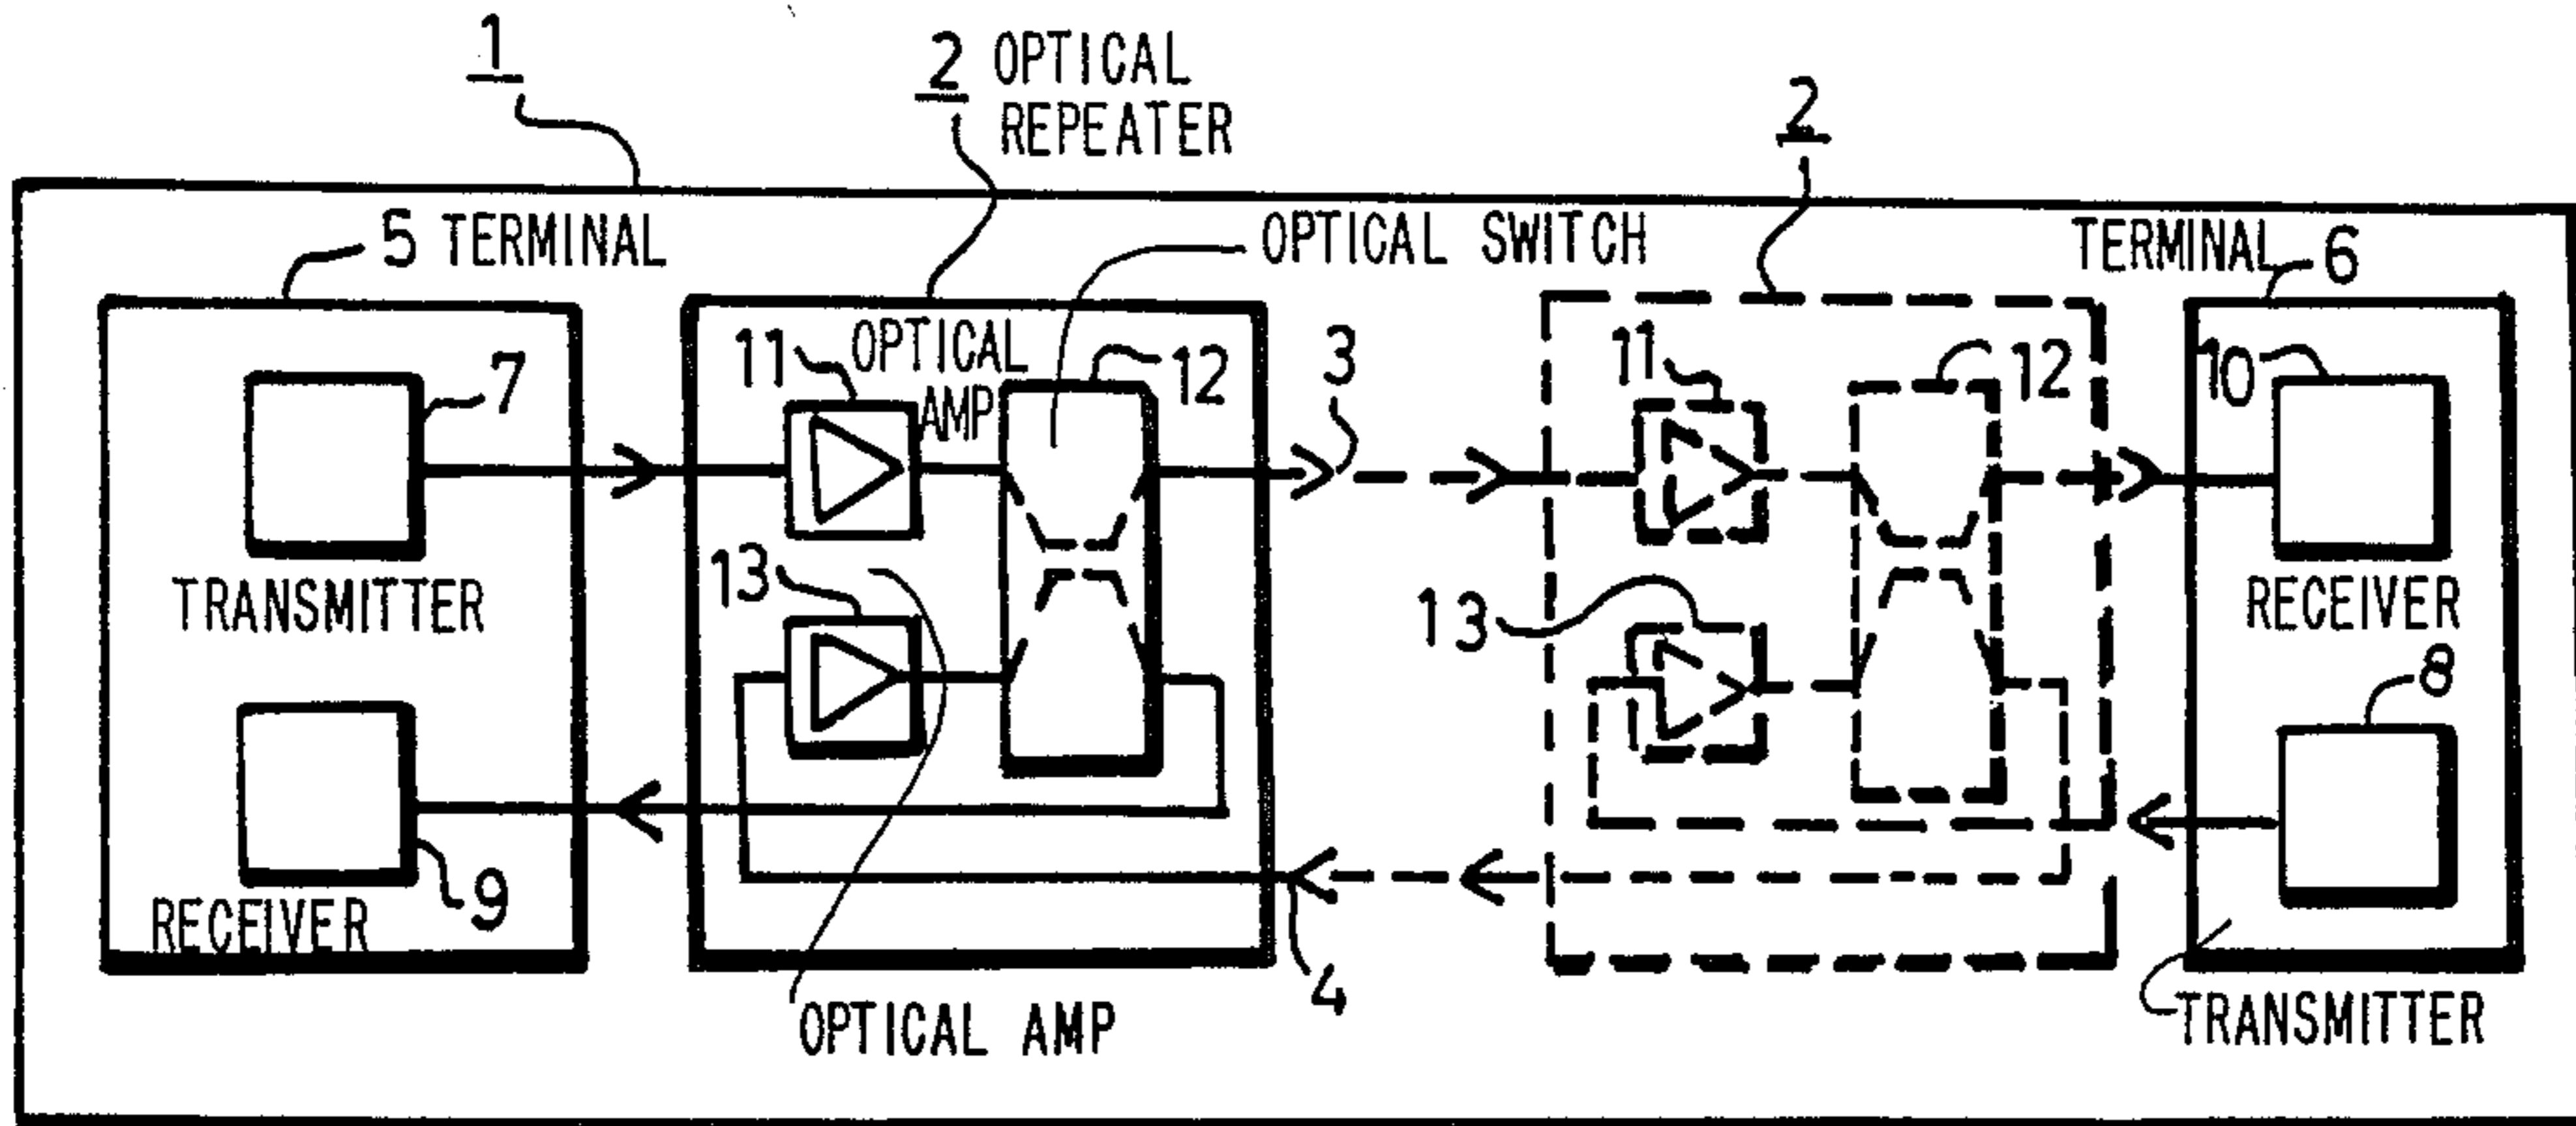 1
2 OPTICAL
REPEATER
2
5 TERMINAL
OPTICAL SWITCH
TERMINAL 6
11 OPTICAL
AMP
12
3
11
12
10
7
13
13
TRANSMITTER
RECEIVER
8
9
RECEIVER
4
OPTICAL AMP
TRANSMITTER